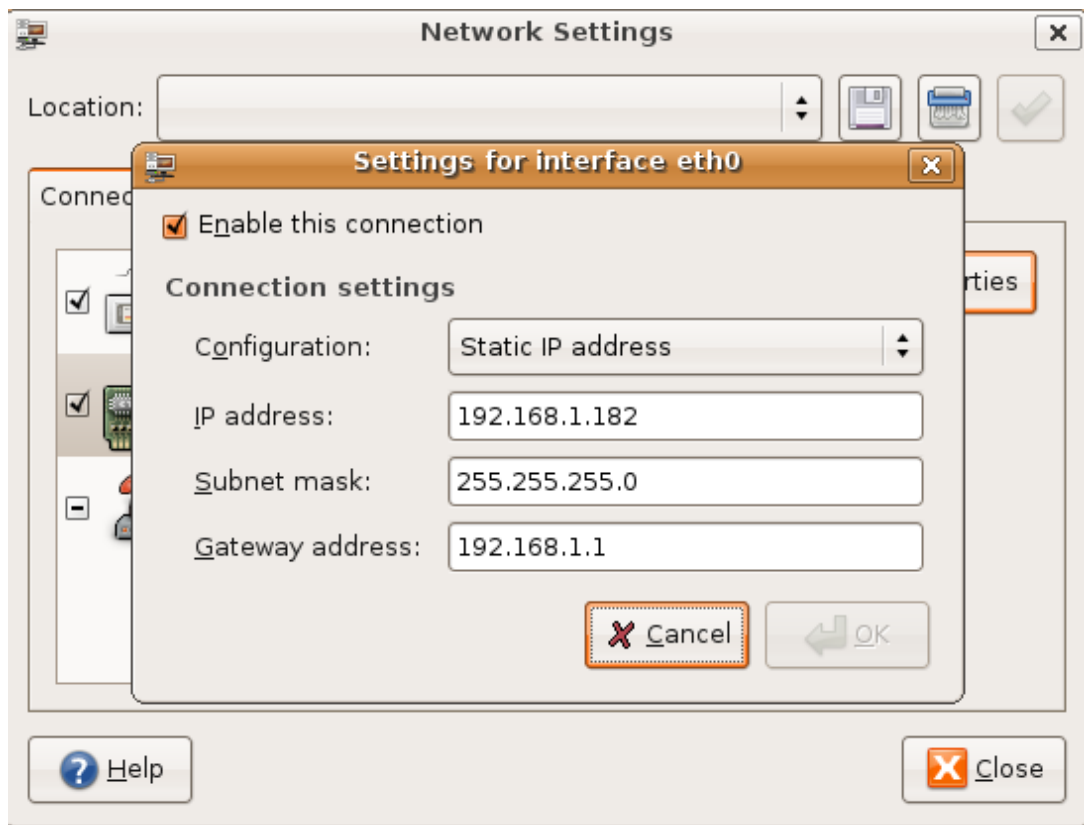 Network Settings
Location:
Settings for interface eth0
Connec
Enable this connection
rties
Connection settings
Configuration: Static IP address
IP address: 192.168.1.182
Subnet mask: 255.255.255.0
Gateway address: 192.168.1.1
Cancel OK
Help Close